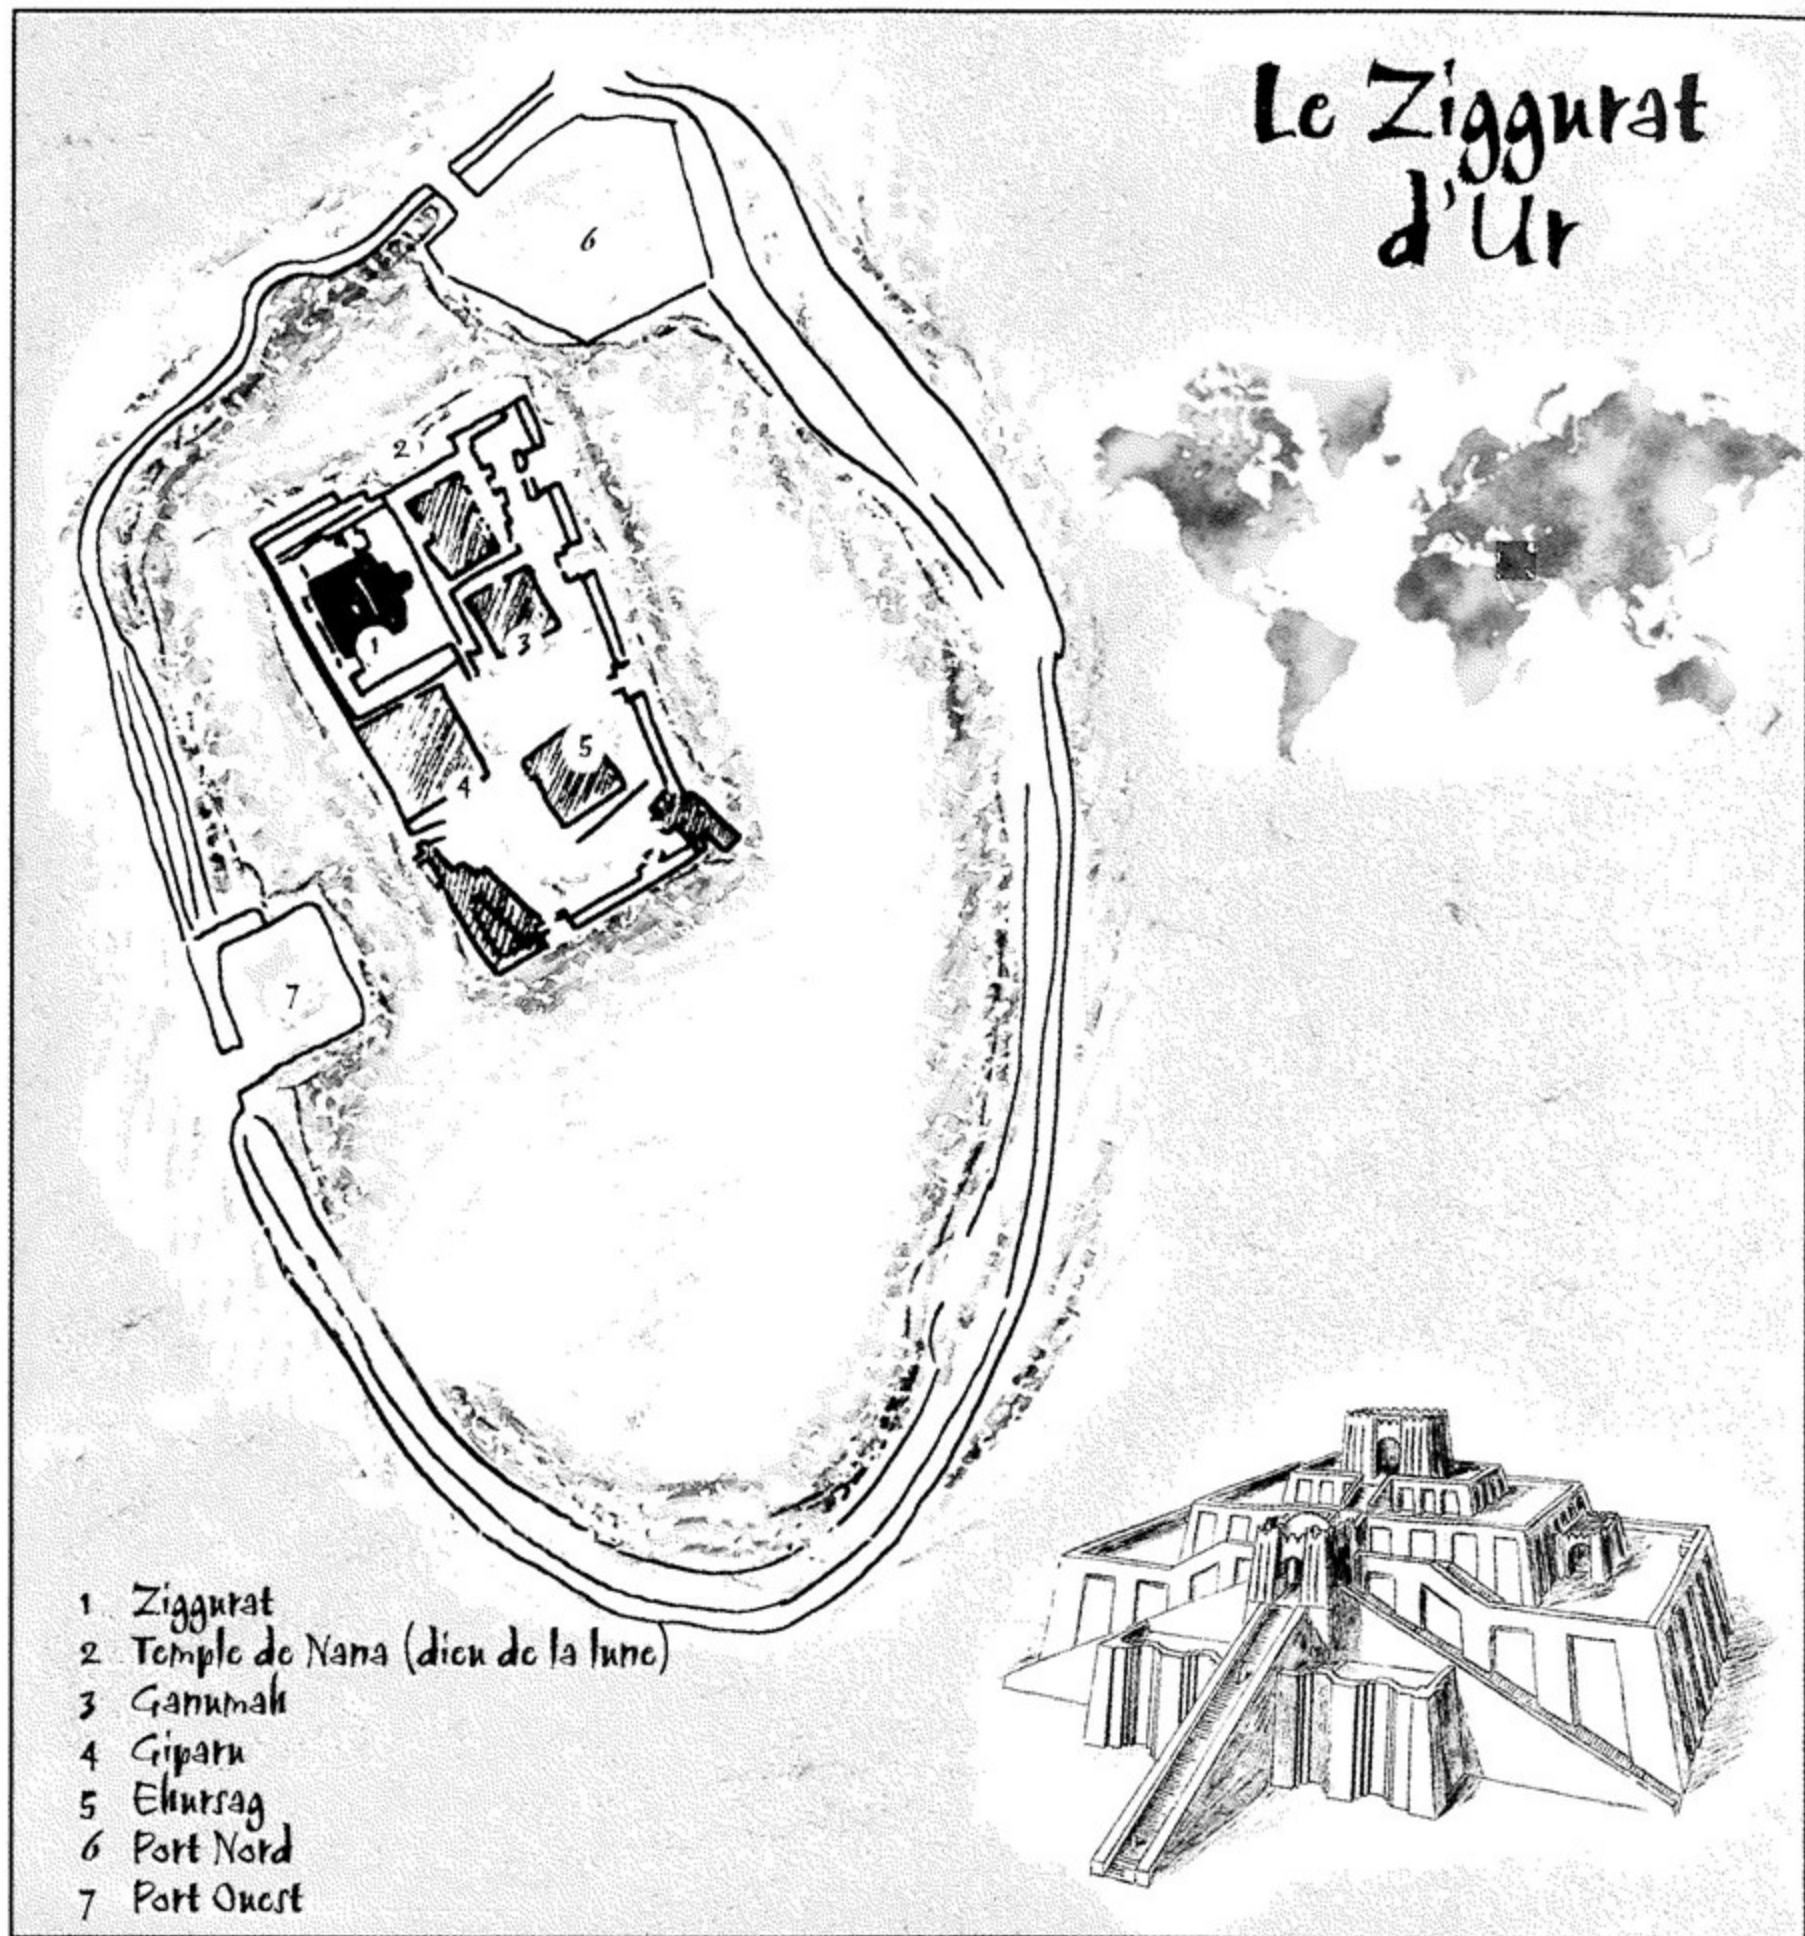 Le Ziggurat
d'Ur
6
2
1
3
5
4
7
1 Ziggurat
2 Temple de Nana (dieu de la lune)
3 Ganumah
4 Giparu
5 Ehursag
6 Port Nord
7 Port Ouest